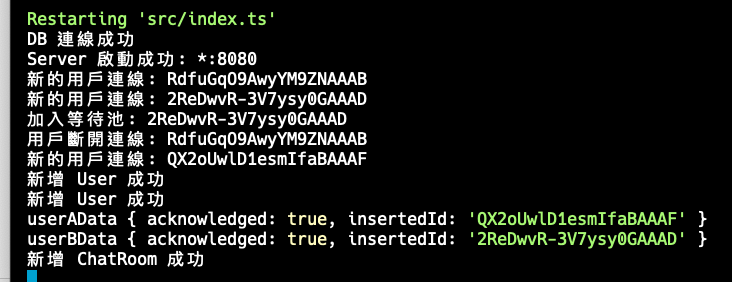 Restarting 'src/index.ts'
DB 連線成功
Server 啟動成功: *:8080
新的用戶連線: RdfuGqO9AwyYM9ZNAAAB
新的用戶連線: 2ReDwvR-3V7ysy0GAAAD
加入等待池: 2ReDwvR-3V7ysy0GAAAD
用戶斷開連線: RdfuGqO9AwyYM9ZNAAAB
新的用戶連線: QX2oUwlD1esmIfaBAAAF
新增 User 成功
新增 User 成功
userAData { acknowledged: true, insertedId: 'QX2oUwlD1esmIfaBAAAF' }
userBData { acknowledged: true, insertedId: '2ReDwvR-3V7ysy0GAAAD' }
新增 ChatRoom 成功